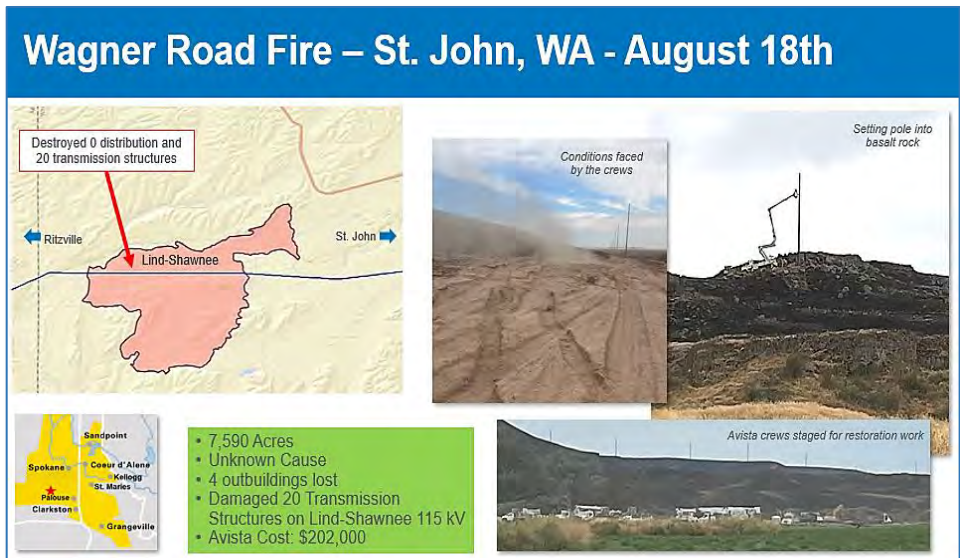 Wagner Road Fire – St. John, WA - August 18th
Destroyed 0 distribution and
20 transmission structures
Ritzville
St. John
Lind-Shawnee
Conditions faced
by the crews
Setting pole into
basalt rock
Sandpoint
Spokane
Coeur d'Alene
Kellogg
St. Maries
Palouse
Clarkston
Grangeville
• 7,590 Acres
• Unknown Cause
• 4 outbuildings lost
• Damaged 20 Transmission
Structures on Lind-Shawnee 115 kV
• Avista Cost: $202,000
Avista crews staged for restoration work